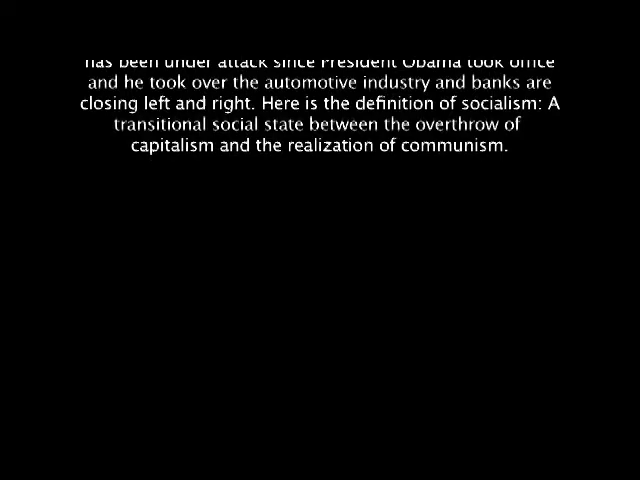 has been under attack since President Obama took office
and he took over the automotive industry and banks are
closing left and right. Here is the definition of socialism: A
transitional social state between the overthrow of
capitalism and the realization of communism.